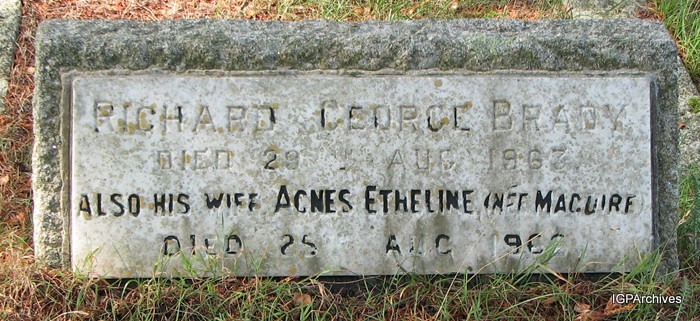 RICHARD GEORGE BRADY
DIED 29 AUG
ALSO HIS WIFE AGNES ETHELINE (NEE MAGUIRE)
DIED 25 AUG
IGPArchives